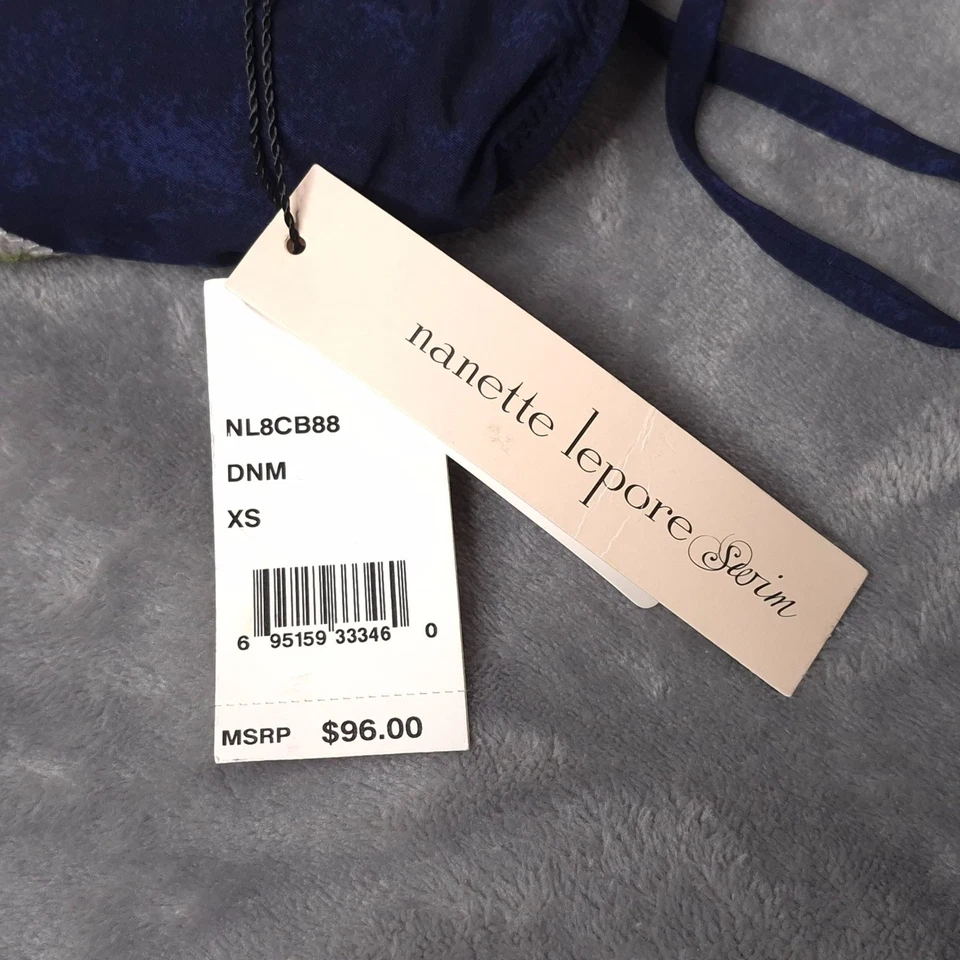 nanette lepore Swim
NL8CB88
DNM
XS
6 95159 33346 0
MSRP $96.00